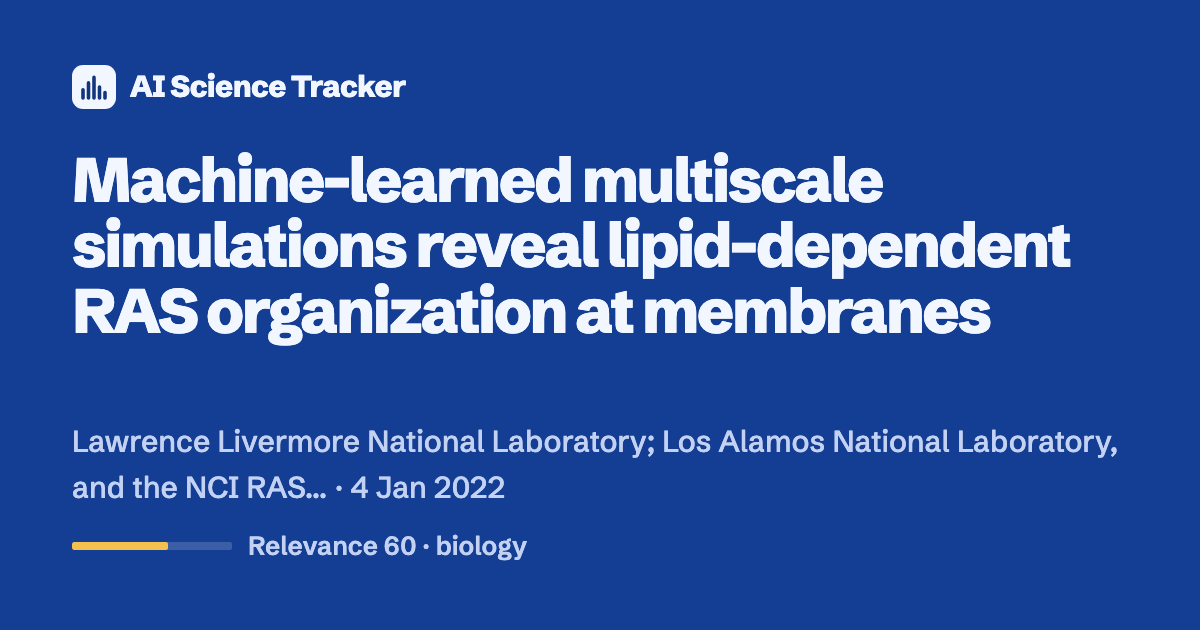 AI Science Tracker
Machine-learned multiscale
simulations reveal lipid-dependent
RAS organization at membranes
Lawrence Livermore National Laboratory; Los Alamos National Laboratory,
and the NCI RAS... · 4 Jan 2022
Relevance 60 · biology